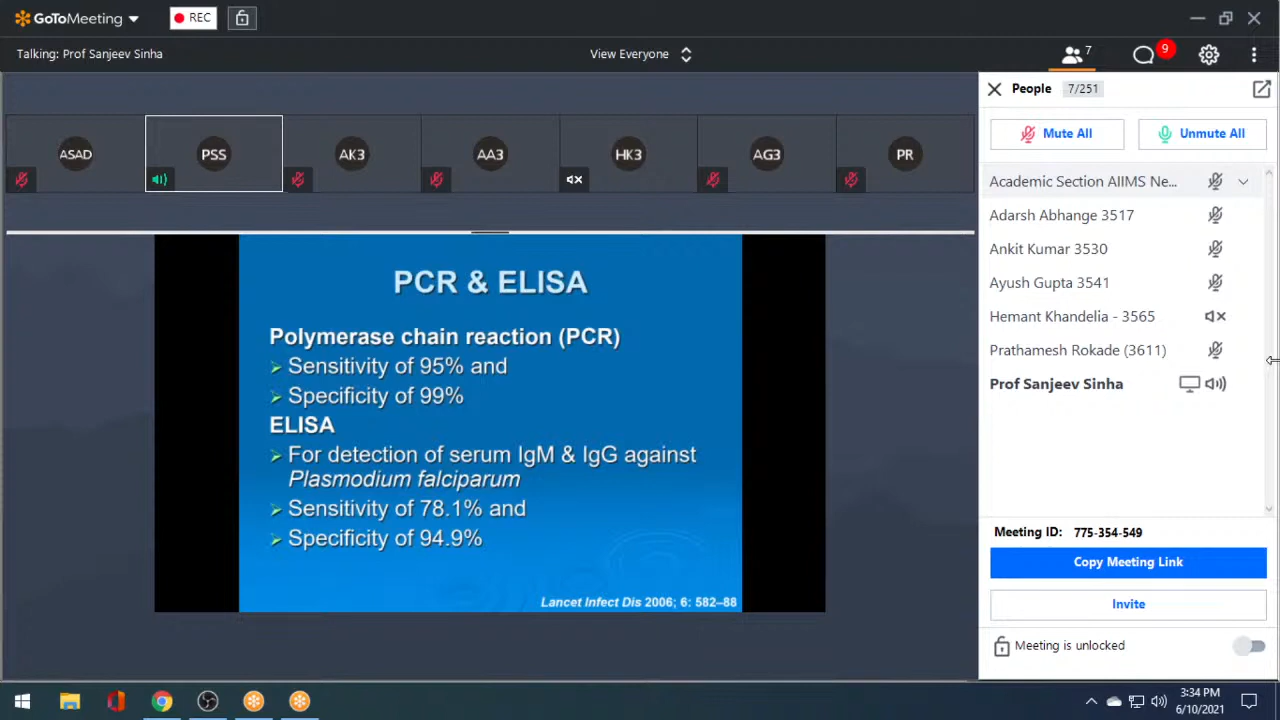 GoToMeeting
REC
Talking: Prof Sanjeev Sinha
View Everyone
7
9
ASAD
PSS
AK3
AA3
HK3
AG3
PR
PCR & ELISA
Polymerase chain reaction (PCR)
Sensitivity of 95% and
Specificity of 99%
ELISA
For detection of serum IgM & IgG against
Plasmodium falciparum
Sensitivity of 78.1% and
Specificity of 94.9%
Lancet Infect Dis 2006; 6: 582–88
People 7/251
Mute All
Unmute All
Academic Section AIIMS Ne...
Adarsh Abhange 3517
Ankit Kumar 3530
Ayush Gupta 3541
Hemant Khandelia - 3565
Prathamesh Rokade (3611)
Prof Sanjeev Sinha
Meeting ID: 775-354-549
Copy Meeting Link
Invite
Meeting is unlocked
3:34 PM
6/10/2021